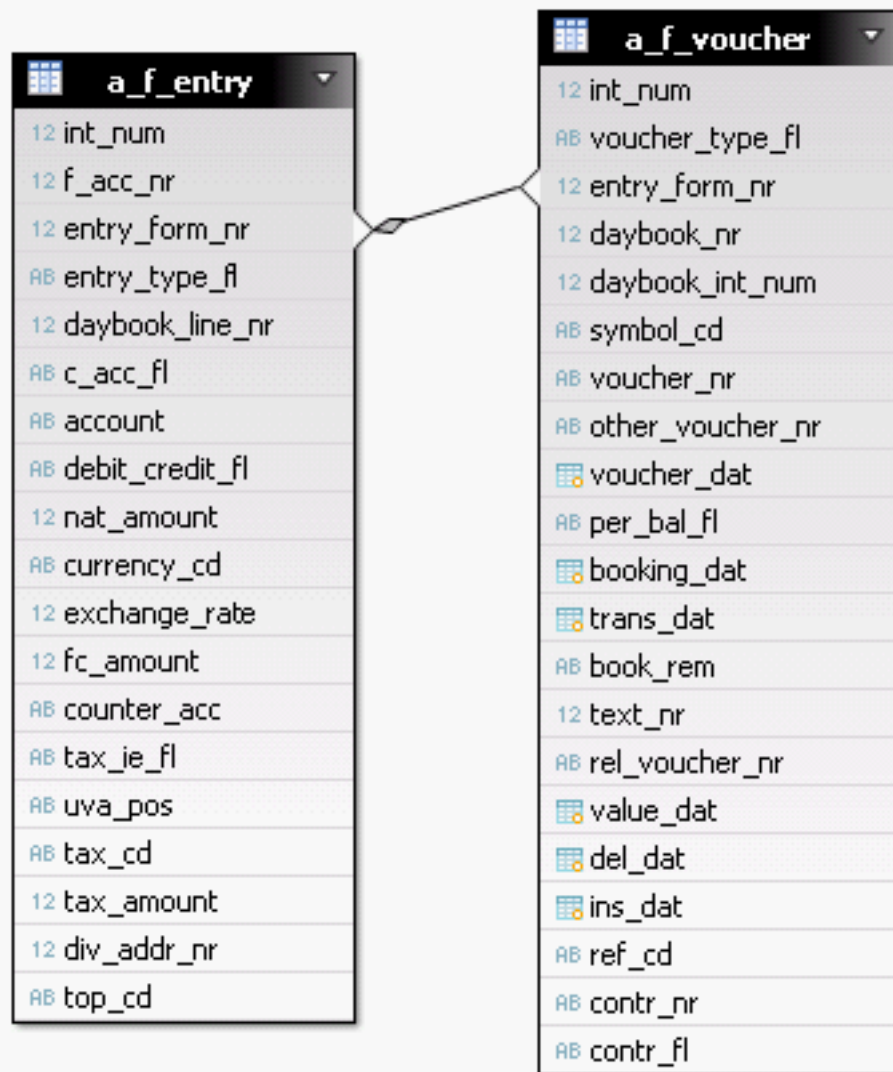 a_f_entry
12 int_num
12 f_acc_nr
12 entry_form_nr
AB entry_type_fl
12 daybook_line_nr
AB c_acc_fl
AB account
AB debit_credit_fl
12 nat_amount
AB currency_cd
12 exchange_rate
12 fc_amount
AB counter_acc
AB tax_ie_fl
AB uva_pos
AB tax_cd
12 tax_amount
12 div_addr_nr
AB top_cd
a_f_voucher
12 int_num
AB voucher_type_fl
12 entry_form_nr
12 daybook_nr
12 daybook_int_num
AB symbol_cd
AB voucher_nr
AB other_voucher_nr
voucher_dat
AB per_bal_fl
booking_dat
trans_dat
AB book_rem
12 text_nr
AB rel_voucher_nr
value_dat
del_dat
ins_dat
AB ref_cd
AB contr_nr
AB contr_fl